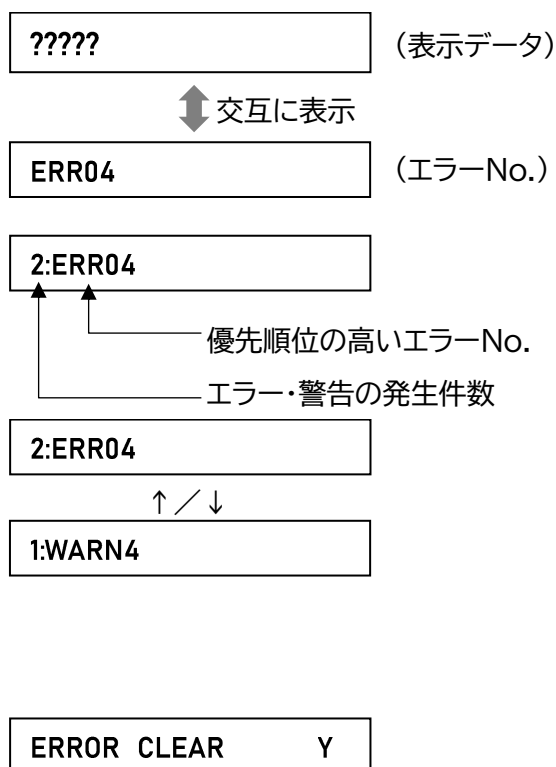 ????? (表示データ)
交互に表示
ERR04 (エラーNo.)
2:ERR04
優先順位の高いエラーNo.
エラー・警告の発生件数
2:ERR04
↑/↓
1:WARN4
ERROR CLEAR Y